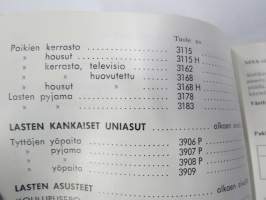 Tuote no
Poikien kerrasto ........ 3115
" housut ........ 3115 H
" kerrasto, televisio ........ 3162
" " huovutettu ........ 3168
" housut " ........ 3168 H
Lasten pyjama ........ 3178
" " ........ 3183
LASTEN KANKAISET UNIASUT alkaen
Tyttöjen yöpaita ........ 3906 P
" pyjama ........ 3907 P
" " ........ 3908 P
" yöpaita ........ 3909
LASTEN ASUSTEET alkaen